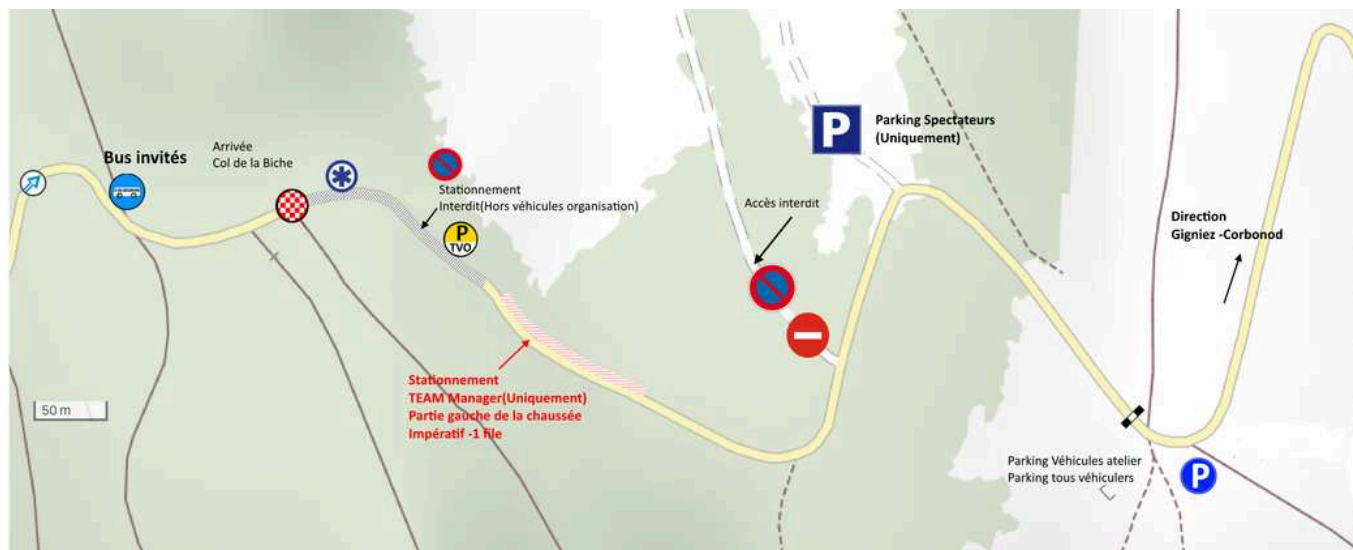 Bus invités
Arrivée
Col de la Biche
Stationnement
Interdit(Hors véhicules organisation)
P
TVO
Stationnement
TEAM Manager(Uniquement)
Partie gauche de la chaussée
Impératif -1 file
50 m
Accès interdit
P
Parking Spectateurs
(Uniquement)
Direction
Gigniez -Corbonod
Parking Véhicules atelier
Parking tous véhiculers
P